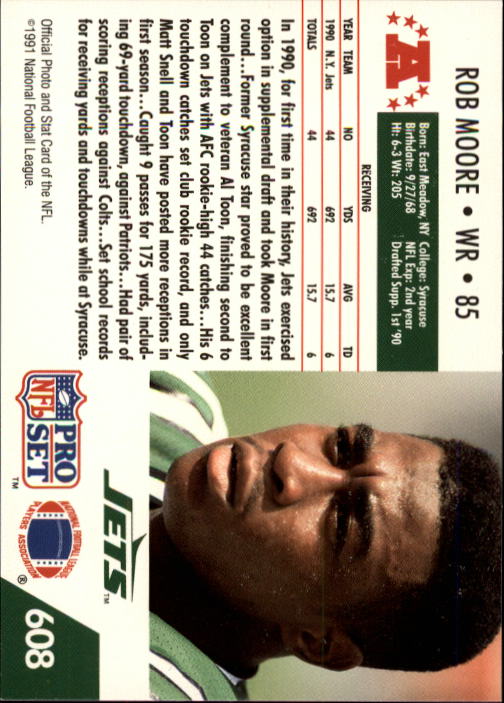 ROB MOORE • WR • 85
A
Born: East Meadow, NY College: Syracuse
Birthdate: 9/27/68 NFL Exp: 2nd year
Ht: 6-3 Wt: 205 Drafted Supp. 1st '90
RECEIVING
YEAR TEAM NO YDS AVG TD
1990 N.Y. Jets 44 692 15.7 6
TOTALS 44 692 15.7 6
In 1990, for first time in their history, Jets exercised
option in supplemental draft and took Moore in first
round...Former Syracuse star proved to be excellent
complement to veteran Al Toon, finishing second to
Toon on Jets with AFC rookie-high 44 catches...His 6
touchdown catches set club rookie record, and only
Matt Snell and Toon have posted more receptions in
first season...Caught 9 passes for 175 yards, includ-
ing 69-yard touchdown, against Patriots...Had pair of
scoring receptions against Colts...Set school records
for receiving yards and touchdowns while at Syracuse.
Official Photo and Stat Card of the NFL.
©1991 National Football League.
JETS™
PRO
NFL
SET™
NATIONAL FOOTBALL LEAGUE
PLAYERS ASSOCIATION®
608